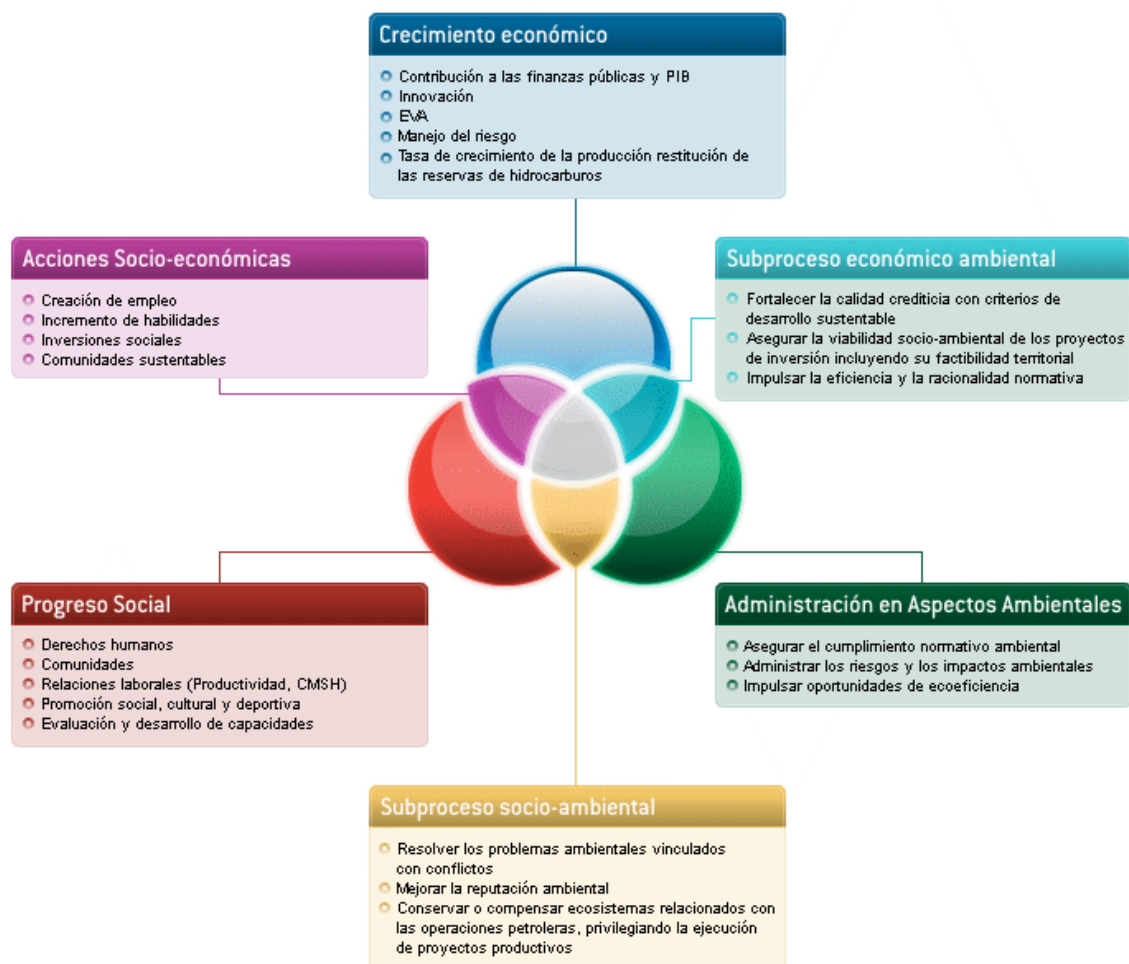 Crecimiento económico
Contribución a las finanzas públicas y PIB
Innovación
EVA
Manejo del riesgo
Tasa de crecimiento de la producción restitución de
las reservas de hidrocarburos
Acciones Socio-económicas
Creación de empleo
Incremento de habilidades
Inversiones sociales
Comunidades sustentables
Subproceso económico ambiental
Fortalecer la calidad crediticia con criterios de
desarrollo sustentable
Asegurar la viabilidad socio-ambiental de los proyectos
de inversión incluyendo su factibilidad territorial
Impulsar la eficiencia y la racionalidad normativa
Progreso Social
Derechos humanos
Comunidades
Relaciones laborales (Productividad, CMSH)
Promoción social, cultural y deportiva
Evaluación y desarrollo de capacidades
Administración en Aspectos Ambientales
Asegurar el cumplimiento normativo ambiental
Administrar los riesgos y los impactos ambientales
Impulsar oportunidades de ecoeficiencia
Subproceso socio-ambiental
Resolver los problemas ambientales vinculados
con conflictos
Mejorar la reputación ambiental
Conservar o compensar ecosistemas relacionados con
las operaciones petroleras, privilegiando la ejecución
de proyectos productivos